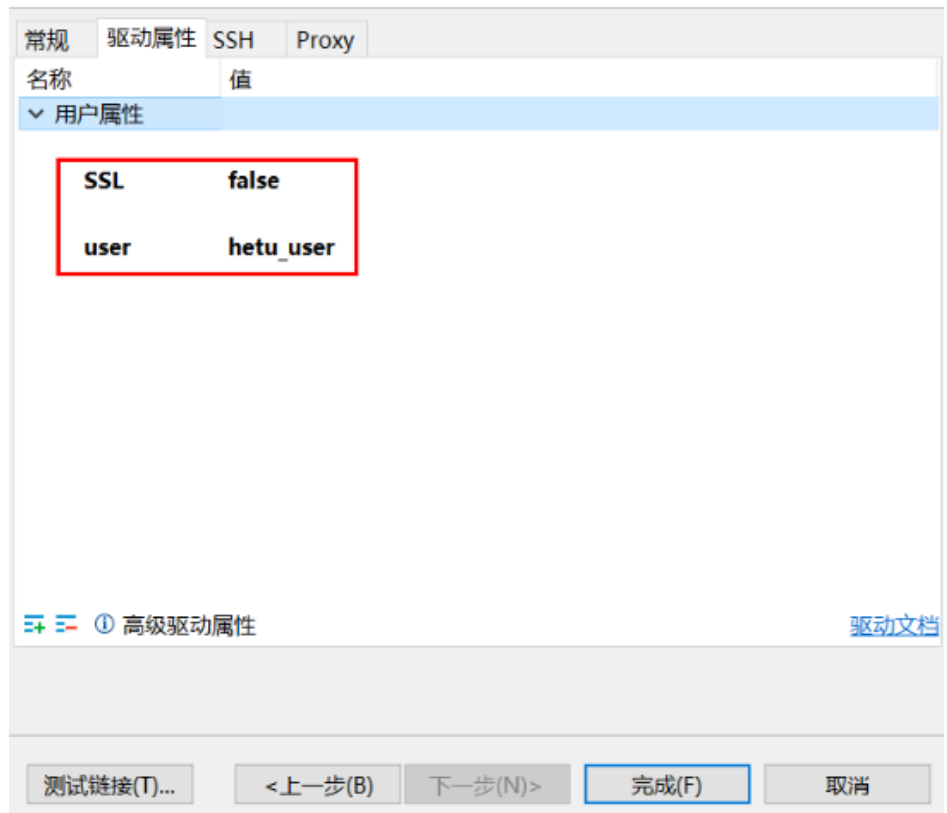 常规 驱动属性 SSH Proxy
名称 值
用户属性
SSL false
user hetu_user
高级驱动属性 驱动文档
测试链接(T)... <上一步(B) 下一步(N)> 完成(F) 取消